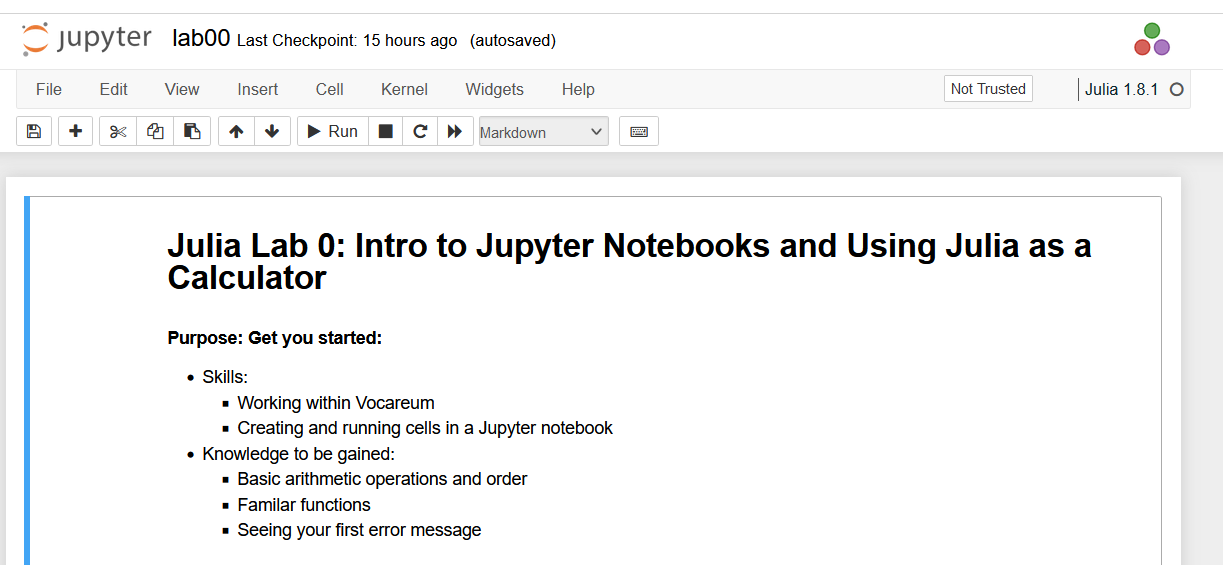 jupyter lab00 Last Checkpoint: 15 hours ago (autosaved)
File Edit View Insert Cell Kernel Widgets Help Not Trusted Julia 1.8.1
Run Markdown
Julia Lab 0: Intro to Jupyter Notebooks and Using Julia as a
Calculator
Purpose: Get you started:
Skills:
Working within Vocareum
Creating and running cells in a Jupyter notebook
Knowledge to be gained:
Basic arithmetic operations and order
Familar functions
Seeing your first error message